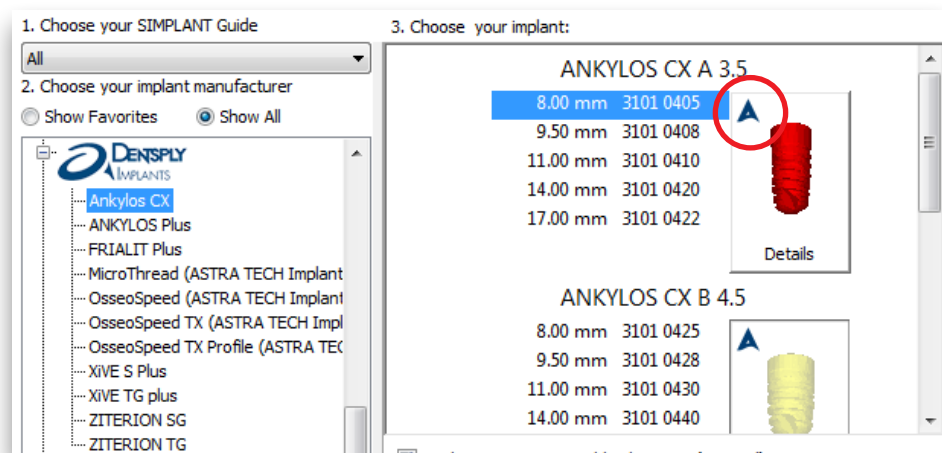 1. Choose your SIMPLANT Guide
All
2. Choose your implant manufacturer
Show Favorites Show All
DENTSPLY
IMPLANTS
Ankylos CX
ANKYLOS Plus
FRIALIT Plus
MicroThread (ASTRA TECH Implant
OsseoSpeed (ASTRA TECH Implant
OsseoSpeed TX (ASTRA TECH Impl
OsseoSpeed TX Profile (ASTRA TEC
XiVE S Plus
XiVE TG plus
ZITERION SG
ZITERION TG
3. Choose your implant:
ANKYLOS CX A 3.5
8.00 mm 3101 0405
9.50 mm 3101 0408
11.00 mm 3101 0410
14.00 mm 3101 0420
17.00 mm 3101 0422
Details
ANKYLOS CX B 4.5
8.00 mm 3101 0425
9.50 mm 3101 0428
11.00 mm 3101 0430
14.00 mm 3101 0440